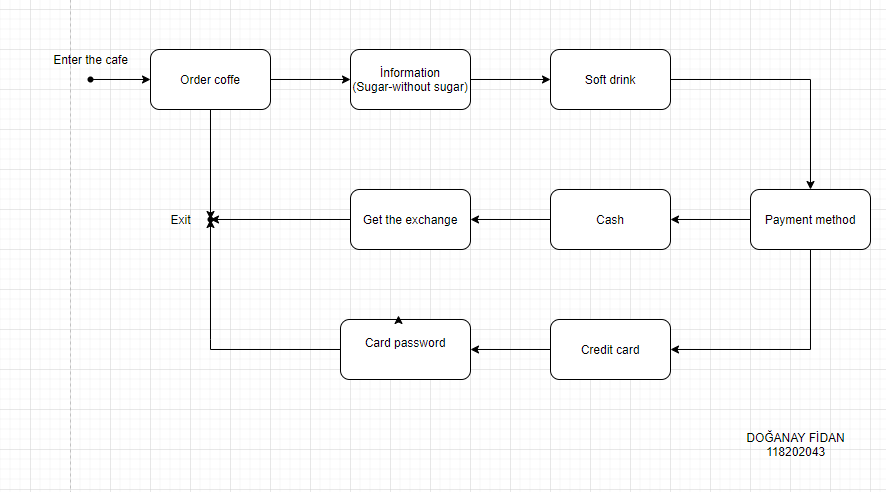 Enter the cafe
Order coffe
İnformation
(Sugar-without sugar)
Soft drink
Exit
Get the exchange
Cash
Payment method
Card password
Credit card
DOĞANAY FİDAN
118202043